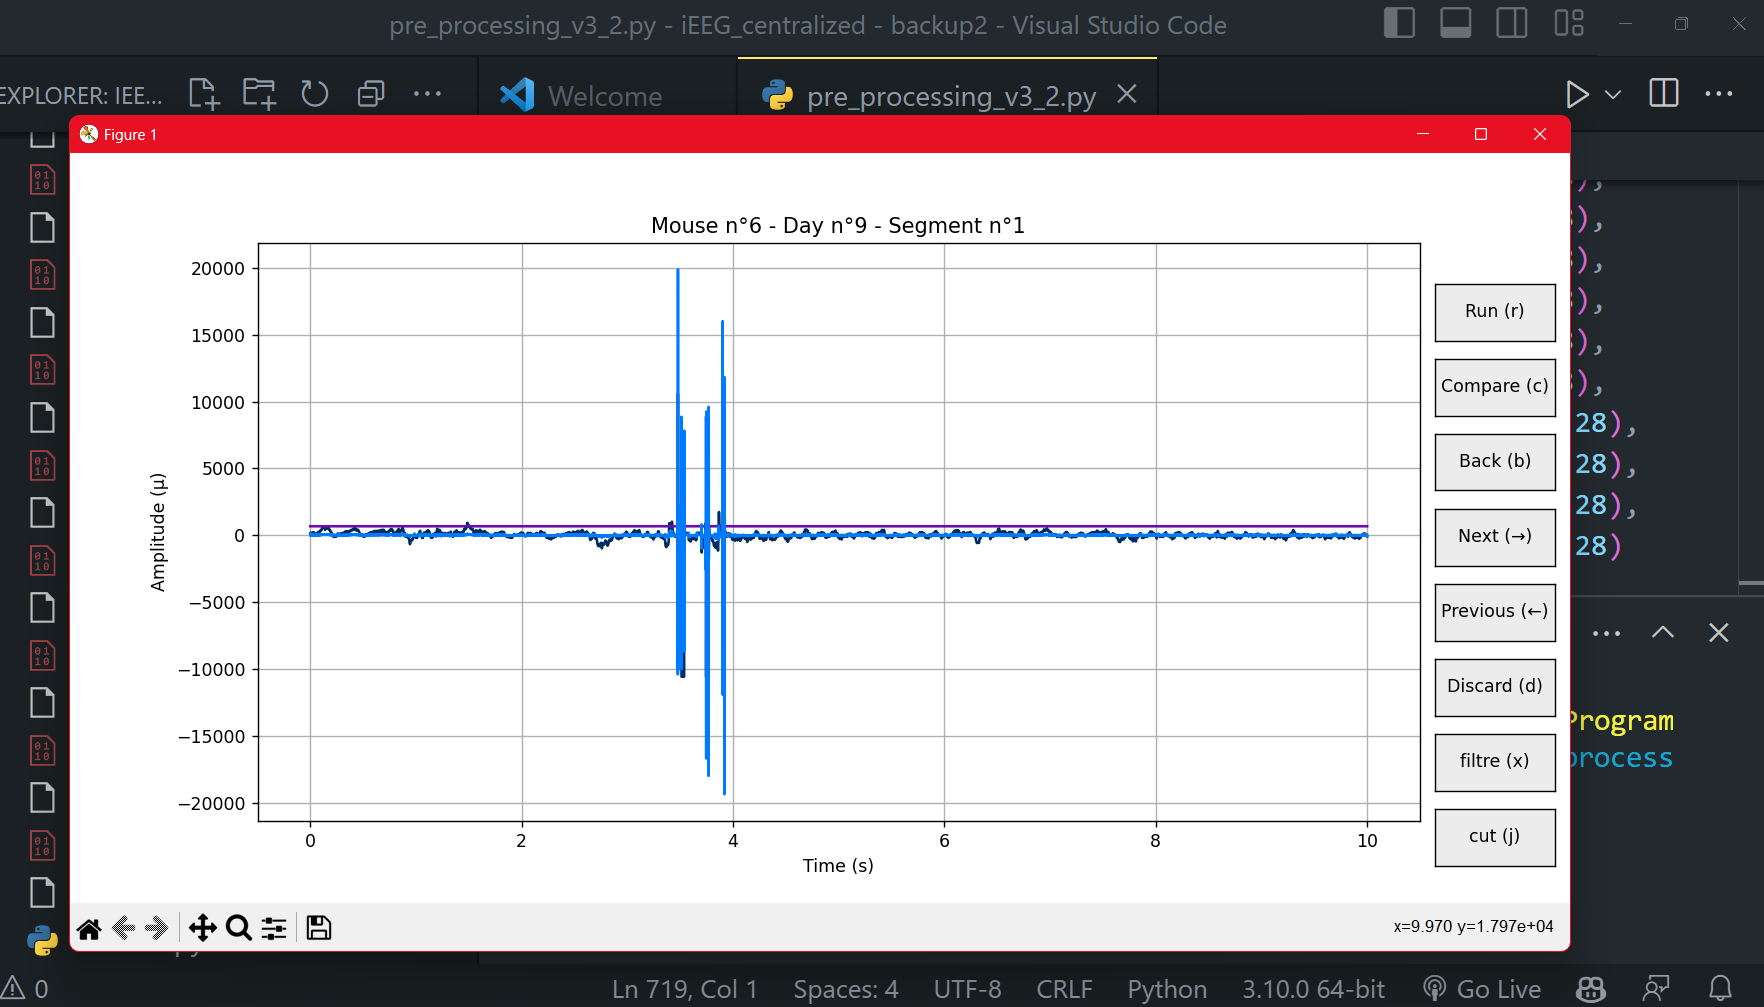 pre_processing_v3_2.py - iEEG_centralized - backup2 - Visual Studio Code
EXPLORER: IEE...
Welcome
pre_processing_v3_2.py
Figure 1
Mouse n°6 - Day n°9 - Segment n°1
20000
15000
10000
5000
0
−5000
−10000
−15000
−20000
Amplitude (µ)
0 2 4 6 8 10
Time (s)
Run (r)
Compare (c)
Back (b)
Next (→)
Previous (←)
Discard (d)
filtre (x)
cut (j)
),
),
),
),
),
),
28),
28),
28),
28)
Program
process
x=9.970 y=1.797e+04
0
Ln 719, Col 1 Spaces: 4 UTF-8 CRLF Python 3.10.0 64-bit Go Live